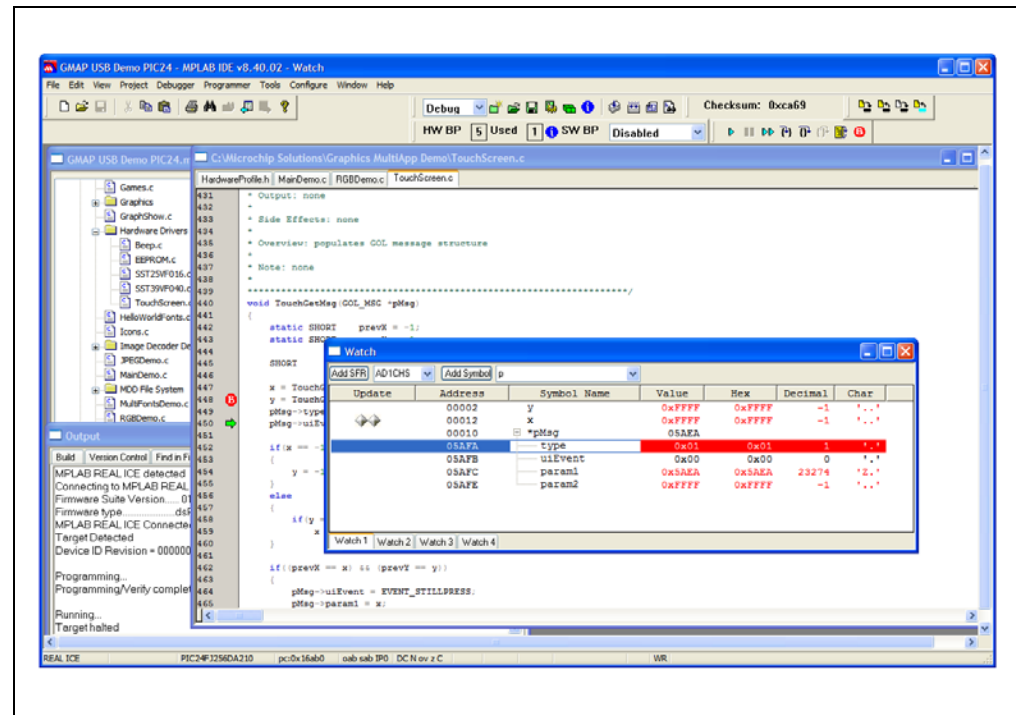 GMAP USB Demo PIC24 - MPLAB IDE v8.40.02 - Watch
File Edit View Project Debugger Programmer Tools Configure Window Help
Debug Checksum: 0xca69
HW BP 5 Used 1 SW BP Disabled
GMAP USB Demo PIC24.m
C:\Microchip Solutions\Graphics MultiApp Demo\TouchScreen.c
Games.c
Graphics
GraphShow.c
Hardware Drivers
Beep.c
EEPROM.c
SST25VF016.c
SST39VF040.c
TouchScreen.
HelloWorldFonts.c
Icons.c
Image Decoder De
JPEGDemo.c
MainDemo.c
MDD File System
MultiFontsDemo.c
RGBDemo.c
HardwareProfile.h MainDemo.c RGBDemo.c TouchScreen.c
431 * Output: none
432 *
433 * Side Effects: none
434 *
435 * Overview: populates GOL message structure
436 *
437 * Note: none
438 *
439 ********************************************************************/
440 void TouchGetMsg(GOL_MSG *pMsg)
441 {
442 static SHORT prevX = -1;
443 static SHORT
444
445 SHORT
446
447 x = TouchG
448 y = TouchG
449 pMsg->type
450 pMsg->uiEv
451
452 if(x == -1
453 {
454 y = -1
455 }
456 else
457 {
458 if(y =
459 x
460 }
461
462 if((prevX == x) && (prevY == y))
463 {
464 pMsg->uiEvent = EVENT_STILLPRESS;
465 pMsg->param1 = x;
Watch
Add SFR AD1CHS Add Symbol p
Update Address Symbol Name Value Hex Decimal Char
00002 y 0xFFFF 0xFFFF -1 '..'
00012 x 0xFFFF 0xFFFF -1 '..'
00010 *pMsg 05AEA
05AFA type 0x01 0x01 1 '.'
05AFB uiEvent 0x00 0x00 0 '.'
05AFC param1 0x5AEA 0x5AEA 23274 'Z.'
05AFE param2 0xFFFF 0xFFFF -1 '..'
Watch 1 Watch 2 Watch 3 Watch 4
Output
Build Version Control Find in Fi
MPLAB REAL ICE detected
Connecting to MPLAB REAL
Firmware Suite Version..... 01
Firmware type......................dsP
MPLAB REAL ICE Connecte
Target Detected
Device ID Revision = 000000
Programming...
Programming/Verify complet
Running...
Target halted
REAL ICE PIC24FJ256DA210 pc:0x16ab0 oab sab IP0 DC N ov z C WR